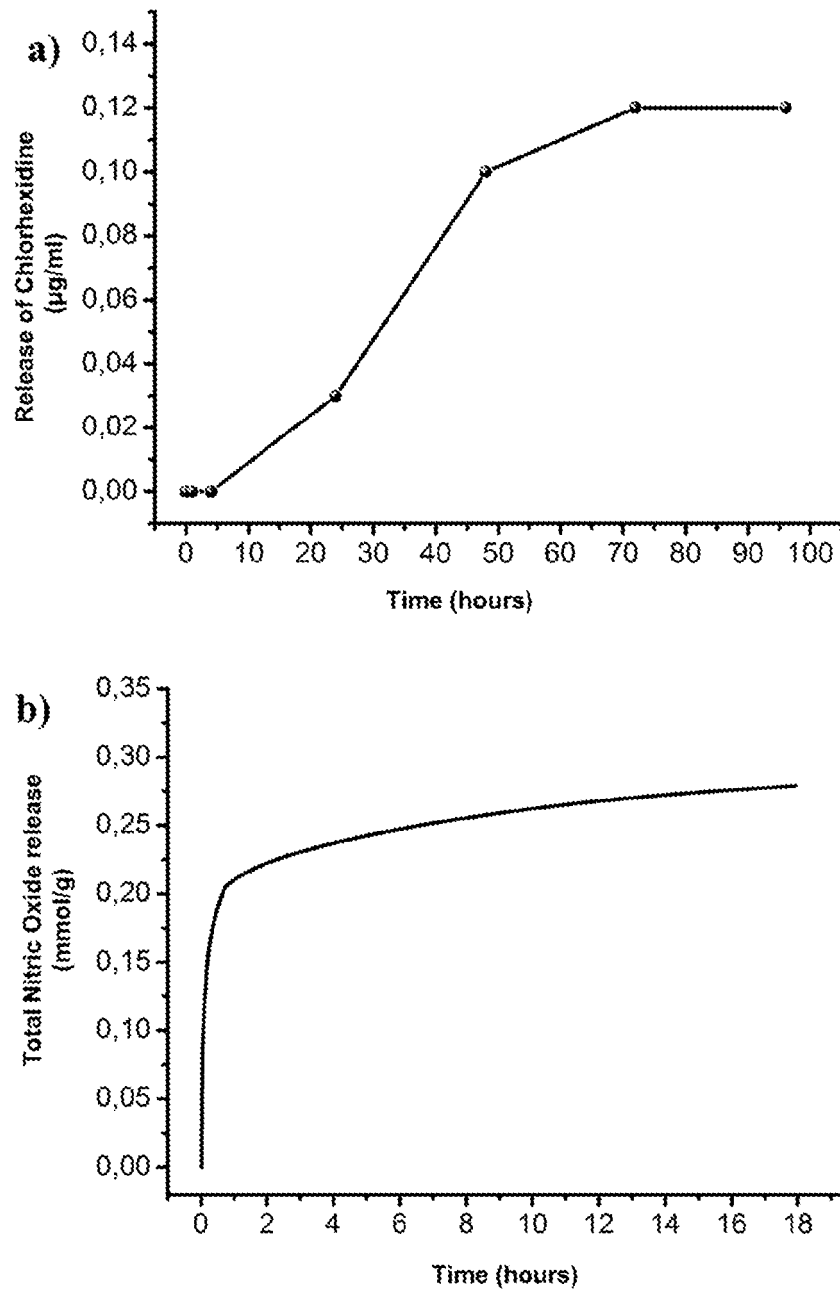 a)
Release of Chlorhexidine
(µg/ml)
0,14
0,12
0,10
0,08
0,06
0,04
0,02
0,00
0 10 20 30 40 50 60 70 80 90 100
Time (hours)
b)
Total Nitric Oxide release
(mmol/g)
0,35
0,30
0,25
0,20
0,15
0,10
0,05
0,00
0 2 4 6 8 10 12 14 16 18
Time (hours)